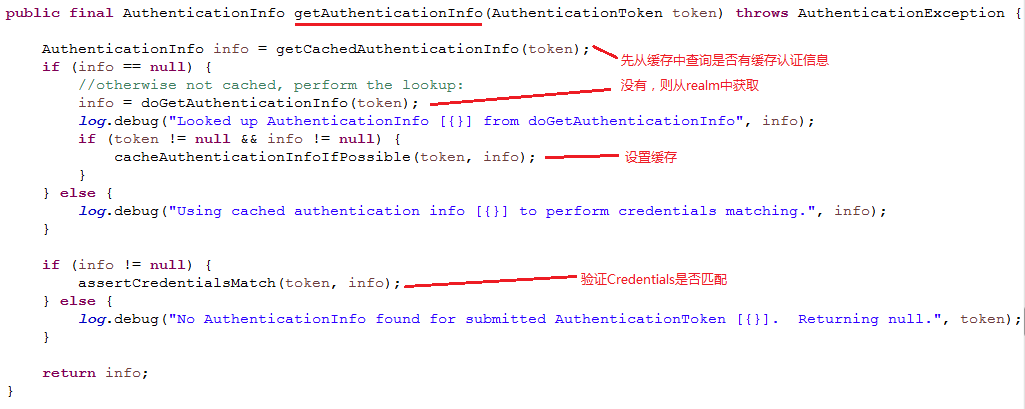 public final AuthenticationInfo getAuthenticationInfo(AuthenticationToken token) throws AuthenticationException {
AuthenticationInfo info = getCachedAuthenticationInfo(token);
先从缓存中查询是否有缓存认证信息
if (info == null) {
//otherwise not cached, perform the lookup:
没有，则从realm中获取
info = doGetAuthenticationInfo(token);
log.debug("Looked up AuthenticationInfo [{}] from doGetAuthenticationInfo", info);
if (token != null && info != null) {
cacheAuthenticationInfoIfPossible(token, info);
设置缓存
}
} else {
log.debug("Using cached authentication info [{}] to perform credentials matching.", info);
}
if (info != null) {
assertCredentialsMatch(token, info);
验证Credentials是否匹配
} else {
log.debug("No AuthenticationInfo found for submitted AuthenticationToken [{}].  Returning null.", token);
}
return info;
}